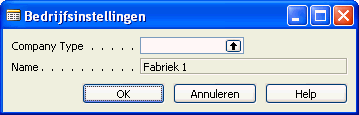 Bedrijfsinstellingen
Company Type . . . . .
Name . . . . . . . . . . . Fabriek 1
OK Annuleren Help